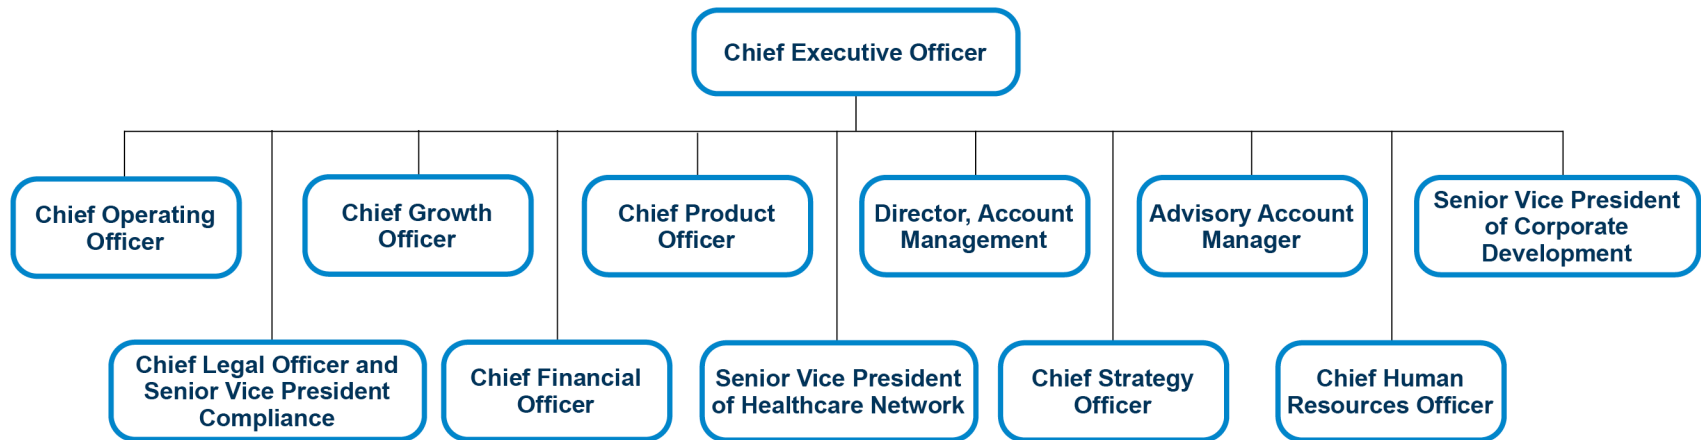 Chief Executive Officer
Chief Operating
Officer
Chief Growth
Officer
Chief Product
Officer
Director, Account
Management
Advisory Account
Manager
Senior Vice President
of Corporate
Development
Chief Legal Officer and
Senior Vice President
Compliance
Chief Financial
Officer
Senior Vice President
of Healthcare Network
Chief Strategy
Officer
Chief Human
Resources Officer